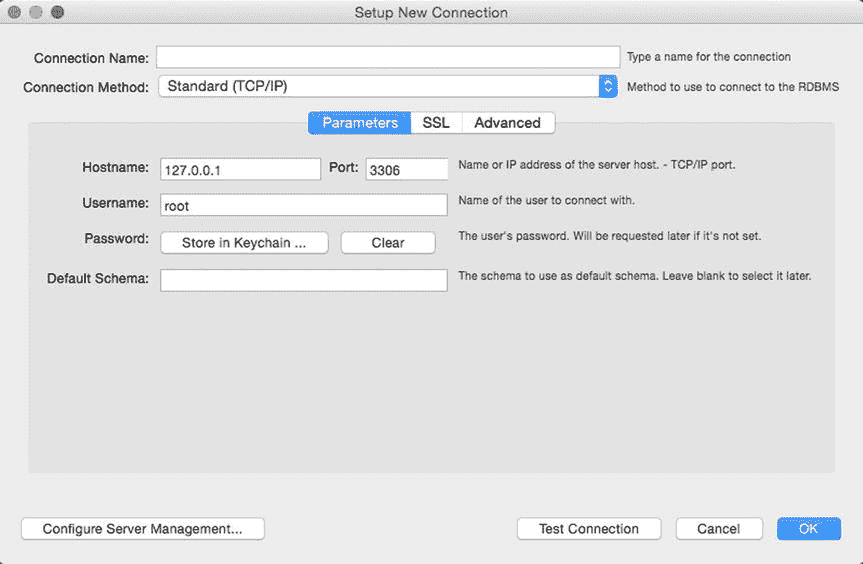 Setup New Connection
Connection Name: Type a name for the connection
Connection Method: Standard (TCP/IP) Method to use to connect to the RDBMS
Parameters SSL Advanced
Hostname: 127.0.0.1 Port: 3306 Name or IP address of the server host. - TCP/IP port.
Username: root Name of the user to connect with.
Password: Store in Keychain ... Clear The user's password. Will be requested later if it's not set.
Default Schema: The schema to use as default schema. Leave blank to select it later.
Configure Server Management... Test Connection Cancel OK